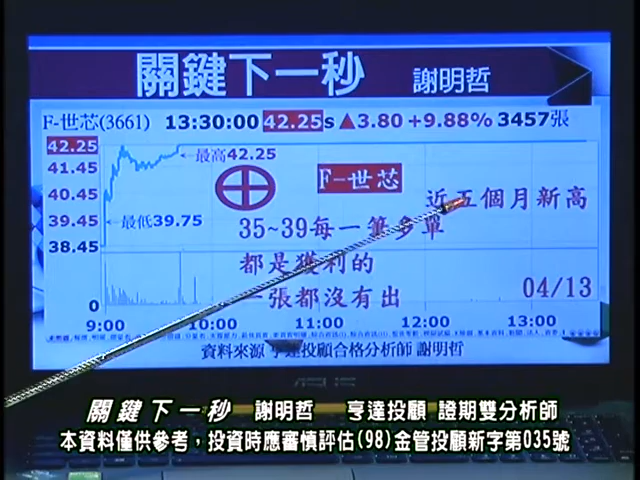 關鍵下一秒 謝明哲
F-世芯(3661) 13:30:00 42.25s ▲3.80 +9.88% 3457張
42.25
41.45
40.45
39.45
38.45
0
←最高42.25
←最低39.75
F-世芯
近五個月新高
35~39每一筆多單
都是獲利的
一張都沒有出
04/13
9:00 10:00 11:00 12:00 13:00
資料來源 亨達投顧合格分析師 謝明哲
ASUS
關鍵下一秒 謝明哲 亨達投顧 證期雙分析師
本資料僅供參考，投資時應審慎評估(98)金管投顧新字第035號